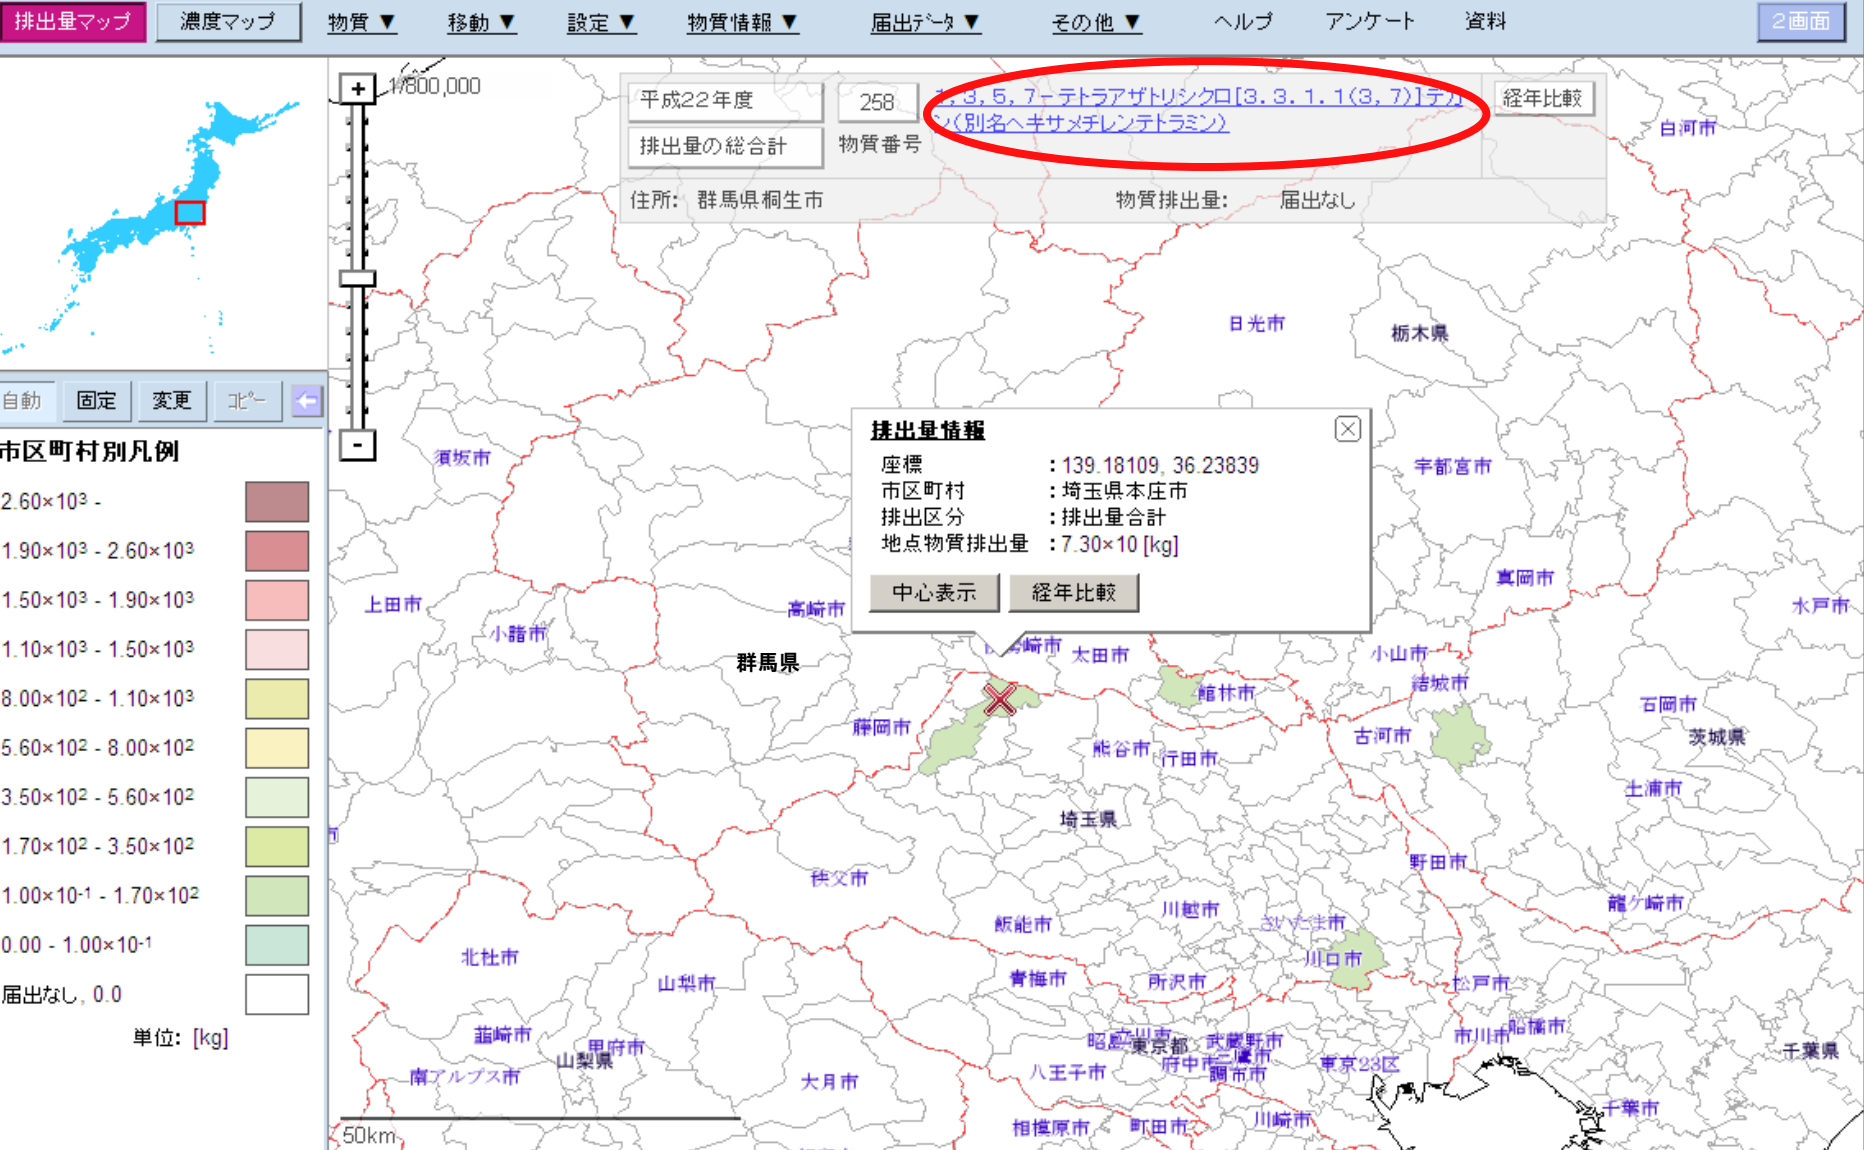 排出量マップ 濃度マップ 物質 ▼ 移動 ▼ 設定 ▼ 物質情報 ▼ 届出ﾃﾞｰﾀ ▼ その他 ▼ ヘルプ アンケート 資料 2画面
+
1/800,000
-
平成22年度 258
1,3,5,7-テトラアザトリシクロ[3.3.1.1(3,7)]デカ
ン(別名ヘキサメチレンテトラミン)
経年比較
排出量の総合計 物質番号
住所: 群馬県桐生市 物質排出量: 届出なし
自動 固定 変更 ｺﾋﾟｰ
市区町村別凡例
2.60×10³ -
1.90×10³ - 2.60×10³
1.50×10³ - 1.90×10³
1.10×10³ - 1.50×10³
8.00×10² - 1.10×10³
5.60×10² - 8.00×10²
3.50×10² - 5.60×10²
1.70×10² - 3.50×10²
1.00×10⁻¹ - 1.70×10²
0.00 - 1.00×10⁻¹
届出なし, 0.0
単位: [kg]
排出量情報
座標 : 139.18109, 36.23839
市区町村 : 埼玉県本庄市
排出区分 : 排出量合計
地点物質排出量 : 7.30×10 [kg]
中心表示 経年比較
白河市
日光市
栃木県
須坂市
宇都宮市
真岡市
上田市
高崎市
水戸市
小諸市
崎市
太田市
小山市
群馬県
結城市
館林市
石岡市
藤岡市
古河市
茨城県
熊谷市
行田市
土浦市
埼玉県
野田市
秩父市
龍ケ崎市
川越市
飯能市
さいたま市
北杜市
川口市
山梨市
青梅市
所沢市
松戸市
韮崎市
甲府市
山梨県
立川市
東京都
武蔵野市
三鷹市
府中市
調布市
市川市
船橋市
千葉県
南アルプス市
大月市
八王子市
東京23区
千葉市
相模原市
町田市
川崎市
50km